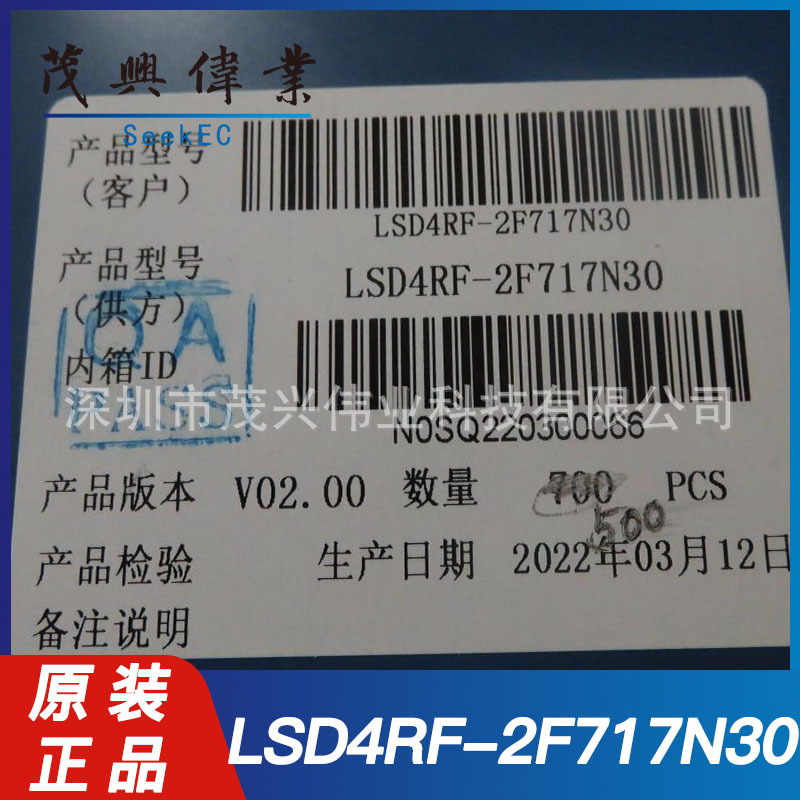 茂興偉業
SeekEC
产品型号
（客户）
LSD4RF-2F717N30
产品型号
（供方）
LSD4RF-2F717N30
QA
PASS
内箱ID
深圳市茂兴伟业科技有限公司
N0SQ220300066
产品版本 V02.00 数量 700 PCS
500
产品检验 生产日期 2022年03月12日
备注说明
原装
正品
LSD4RF-2F717N30